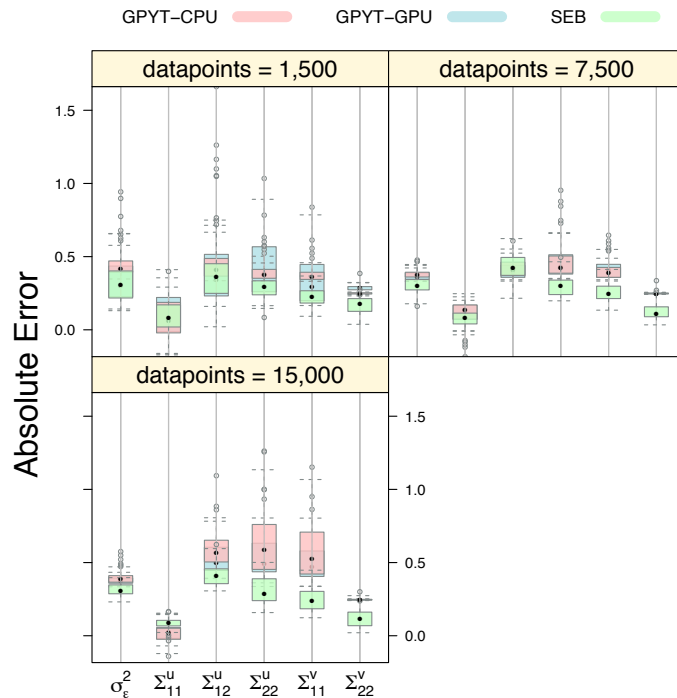 GPYT−CPU GPYT−GPU SEB
datapoints = 1,500 datapoints = 7,500
Absolute Error
1.5
1.0
0.5
0.0
datapoints = 15,000
1.5
1.0
0.5
0.0
σ²ε Σᵘ₁₁ Σᵘ₁₂ Σᵘ₂₂ Σᵛ₁₁ Σᵛ₂₂